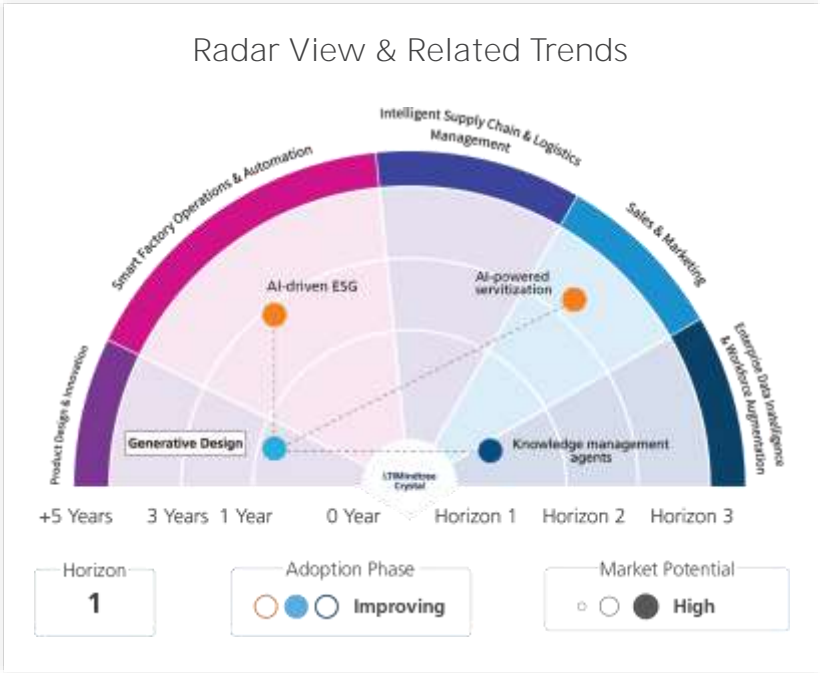 Radar View & Related Trends
Intelligent Supply Chain & Logistics
Management
Smart Factory Operations & Automation
Sales & Marketing
Product Design & Innovation
Enterprise Data Intelligence
& Workforce Augmentation
AI-driven ESG
AI-powered
servitization
Generative Design
Knowledge management
agents
LTIMindtree
Crystal
+5 Years 3 Years 1 Year 0 Year Horizon 1 Horizon 2 Horizon 3
Horizon
1
Adoption Phase
Improving
Market Potential
High